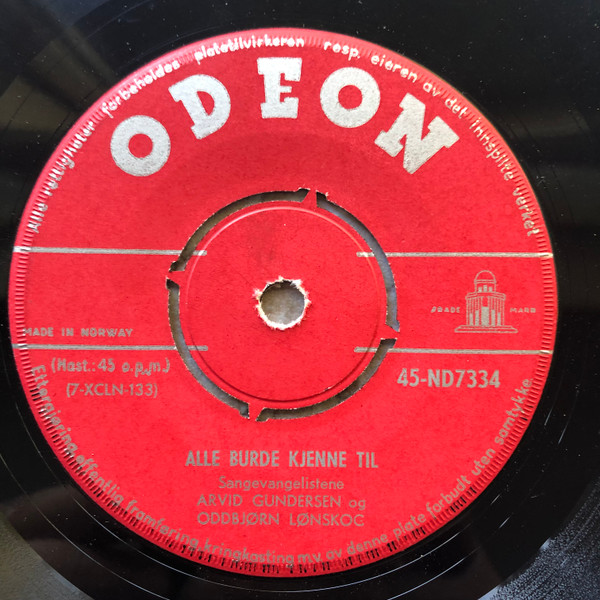 Alle rettigheter forbeholdes platetilvirkeren resp. eieren av det innspilte verket
ODEON
TRADE MARK
MADE IN NORWAY
(Hast.: 45 o.p.m.)
(7-XCLN-133)
45-ND7334
ALLE BURDE KJENNE TIL
Sangevangelistene
ARVID GUNDERSEN og
ODDBJØRN LØNSKOG
Ettergjøring, offentlig framføring, kringkasting m.v. av denne plate forbudt uten samtykke.